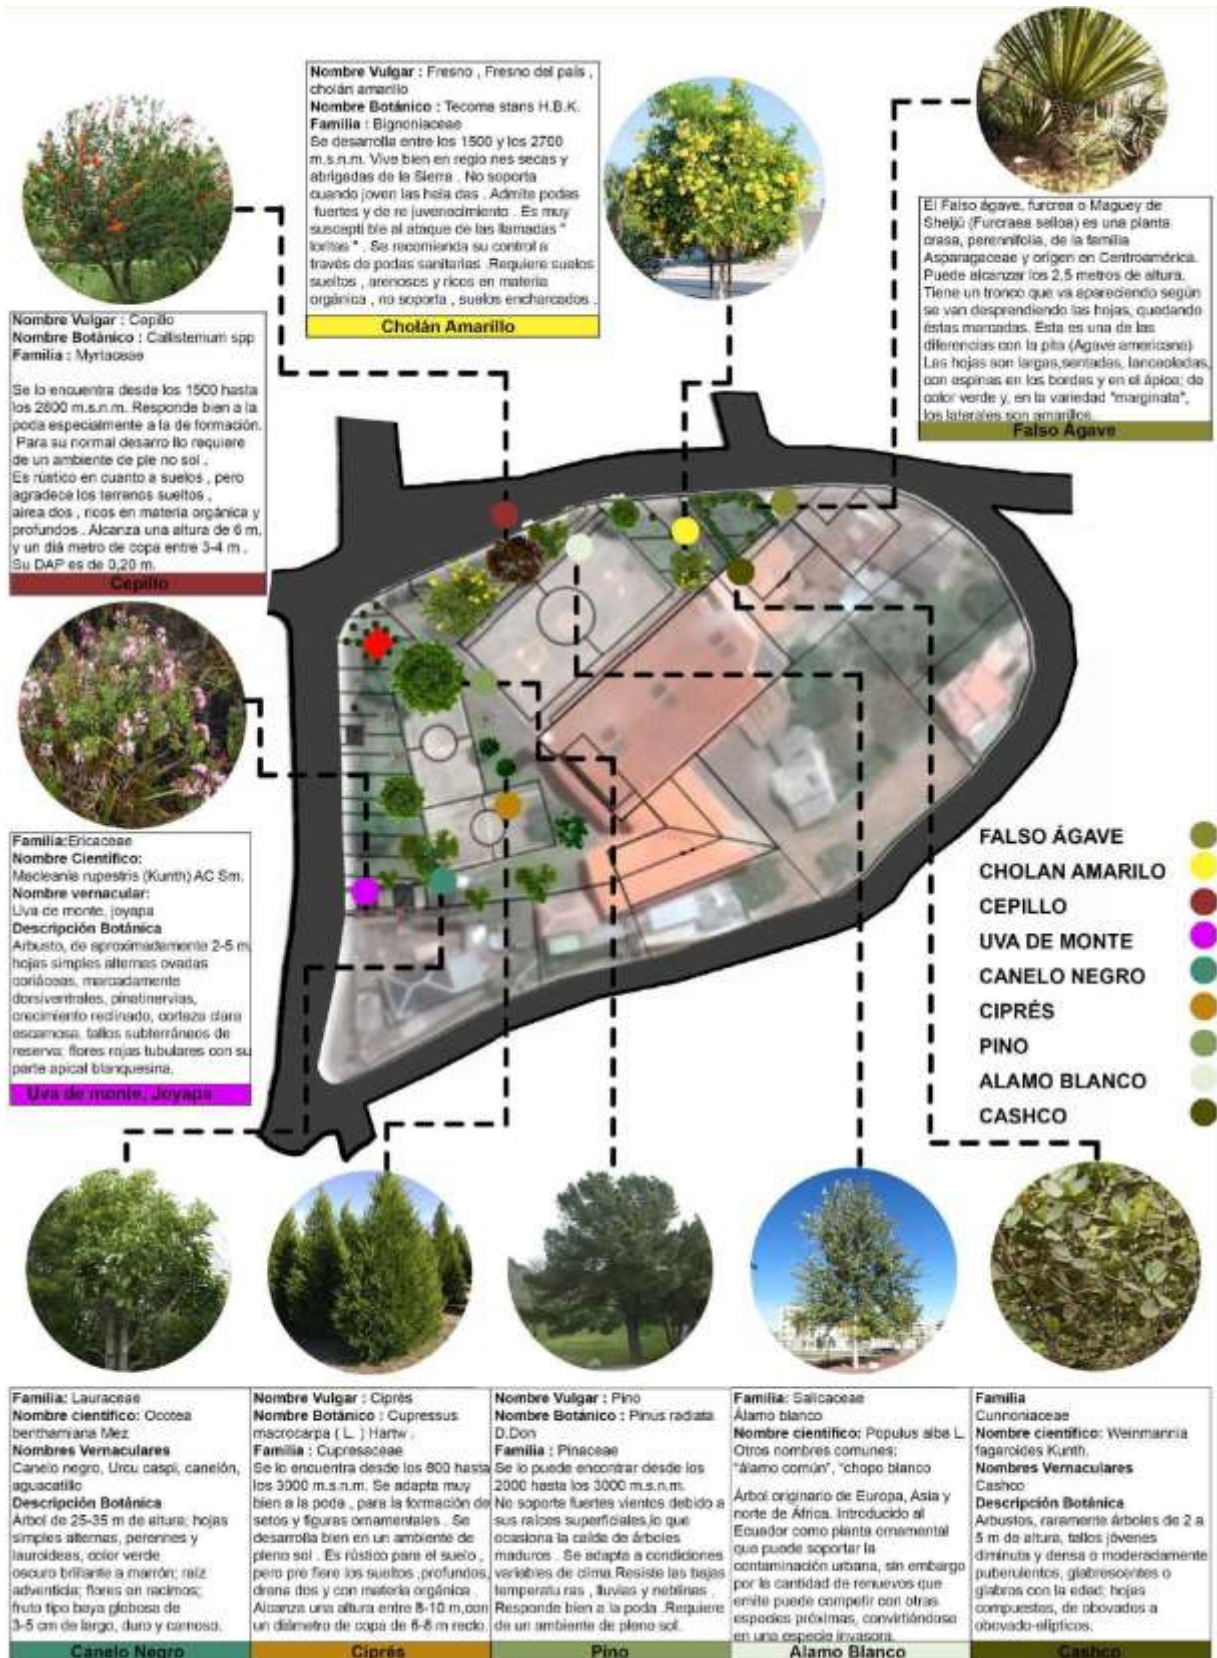 Nombre Vulgar : Fresno , Fresno del país ,
cholán amarillo
Nombre Botánico : Tecoma stans H.B.K.
Familia : Bignoniaceae
Se desarrolla entre los 1500 y los 2700
m.s.n.m. Vive bien en regio nes secas y
abrigadas de la Sierra . No soporta
cuando joven las hela das . Admite podas
fuertes y de re juvenecimiento . Es muy
suscepti ble al ataque de las llamadas "
loritas " . Se recomienda su control a
través de podas sanitarias .Requiere suelos
sueltos , arenosos y ricos en materia
orgánica , no soporta , suelos encharcados .
Cholán Amarillo
El Falso ágave, furcrea o Maguey de
Sheljú (Furcraea selloa) es una planta
crasa, perennifolia, de la familia
Asparagaceae y origen en Centroamérica.
Puede alcanzar los 2,5 metros de altura.
Tiene un tronco que va apareciendo según
se van desprendiendo las hojas, quedando
éstas marcadas. Esta es una de las
diferencias con la pita (Agave americana)
Las hojas son largas,sentadas, lanceoladas,
con espinas en los bordes y en el ápice; de
color verde y, en la variedad "marginata",
los laterales son amarillos.
Falso Ágave
Nombre Vulgar : Cepillo
Nombre Botánico : Callistemum spp
Familia : Myrtaceae
Se lo encuentra desde los 1500 hasta
los 2800 m.s.n.m. Responde bien a la
poda especialmente a la de formación.
Para su normal desarro llo requiere
de un ambiente de ple no sol .
Es rústico en cuanto a suelos , pero
agradece los terrenos sueltos ,
airea dos , ricos en materia orgánica y
profundos . Alcanza una altura de 6 m,
y un diá metro de copa entre 3-4 m .
Su DAP es de 0,20 m.
Cepillo
Familia:Ericaceae
Nombre Científico:
Macleania rupestris (Kunth) AC Sm.
Nombre vernacular:
Uva de monte, joyapa
Descripción Botánica
Arbusto, de aproximadamente 2-5 m
hojas simples alternas ovadas
coriáceas, marcadamente
dorsiventrales, pinatinervias,
crecimiento reclinado, corteza clara
escamosa, tallos subterráneos de
reserva; flores rojas tubulares con su
parte apical blanquesina.
Uva de monte, Joyapa
FALSO ÁGAVE
CHOLAN AMARILO
CEPILLO
UVA DE MONTE
CANELO NEGRO
CIPRÉS
PINO
ALAMO BLANCO
CASHCO
Familia: Lauraceae
Nombre científico: Ocotea
benthamiana Mez
Nombres Vernaculares
Canelo negro, Urcu caspi, canelón,
aguacatillo
Descripción Botánica
Árbol de 25-35 m de altura; hojas
simples alternas, perennes y
lauroideas, color verde
oscuro brillante a marrón; raíz
adventicia; flores en racimos;
fruto tipo baya globosa de
3-5 cm de largo, duro y carnoso.
Canelo Negro
Nombre Vulgar : Ciprés
Nombre Botánico : Cupressus
macrocarpa ( L. ) Hartw .
Familia : Cupresaceae
Se lo encuentra desde los 800 hasta
los 3000 m.s.n.m. Se adapta muy
bien a la poda , para la formación de
setos y figuras ornamentales . Se
desarrolla bien en un ambiente de
pleno sol . Es rústico para el suelo ,
pero pre fiere los sueltos ,profundos,
drena dos y con materia orgánica .
Alcanza una altura entre 8-10 m,con
un diámetro de copa de 6-8 m recto.
Ciprés
Nombre Vulgar : Pino
Nombre Botánico : Pinus radiata
D.Don
Familia : Pinaceae
Se lo puede encontrar desde los
2000 hasta los 3000 m.s.n.m.
No soporta fuertes vientos debido a
sus raíces superficiales,lo que
ocasiona la caída de árboles
maduros . Se adapta a condiciones
variables de clima.Resiste las bajas
temperatu ras , lluvias y neblinas .
Responde bien a la poda .Requiere
de un ambiente de pleno sol.
Pino
Familia: Salicaceae
Álamo blanco
Nombre científico: Populus alba L.
Otros nombres comunes:
"álamo común", "chopo blanco
Árbol originario de Europa, Asia y
norte de África. Introducido al
Ecuador como planta ornamental
que puede soportar la
contaminación urbana, sin embargo
por la cantidad de renuevos que
emite puede competir con otras
especies próximas, convirtiéndose
en una especie invasora.
Alamo Blanco
Familia
Cunnoniaceae
Nombre científico: Weinmannia
fagaroides Kunth.
Nombres Vernaculares
Cashco
Descripción Botánica
Arbustos, raramente árboles de 2 a
5 m de altura, tallos jóvenes
diminuta y densa o moderadamente
puberulentos, glabrescentes o
glabros con la edad; hojas
compuestas, de obovados a
obovado-elípticos.
Cashco